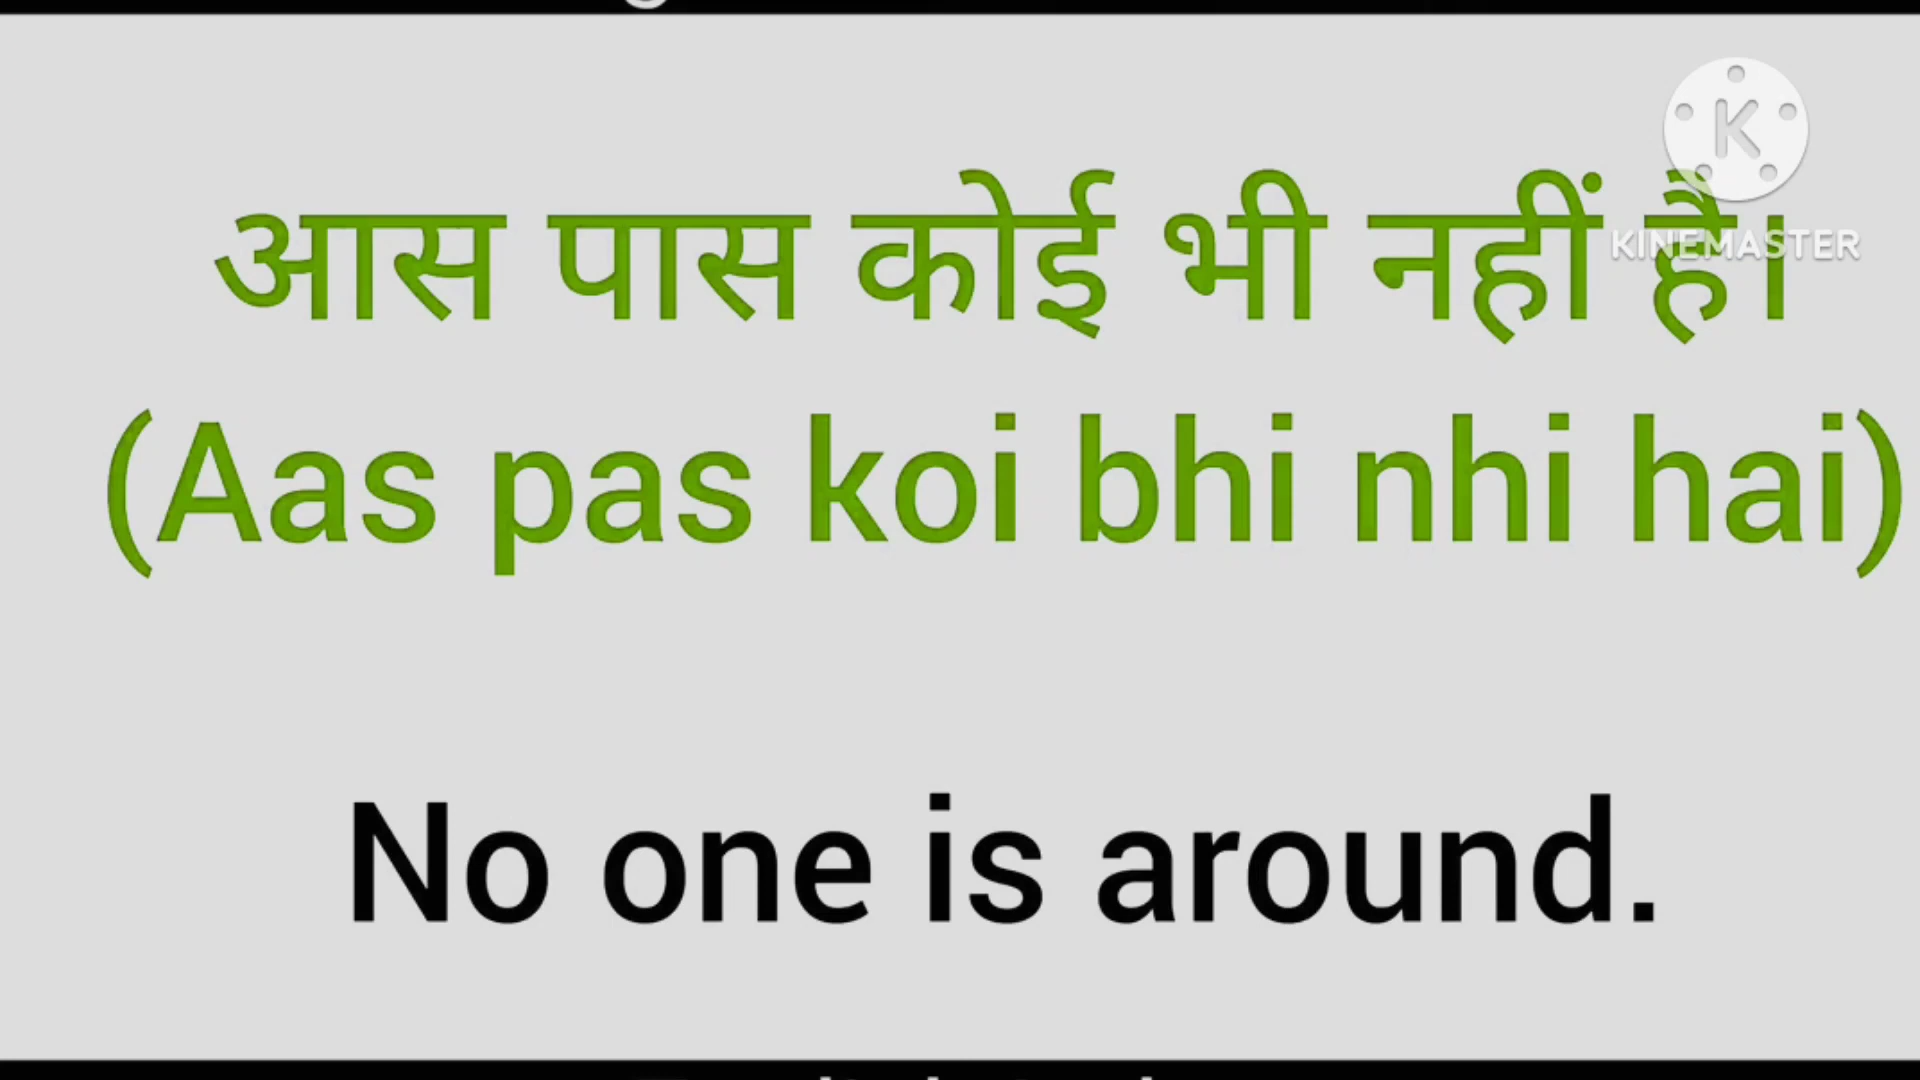 K
KINEMASTER
आस पास कोई भी नहीं है।
(Aas pas koi bhi nhi hai)
No one is around.